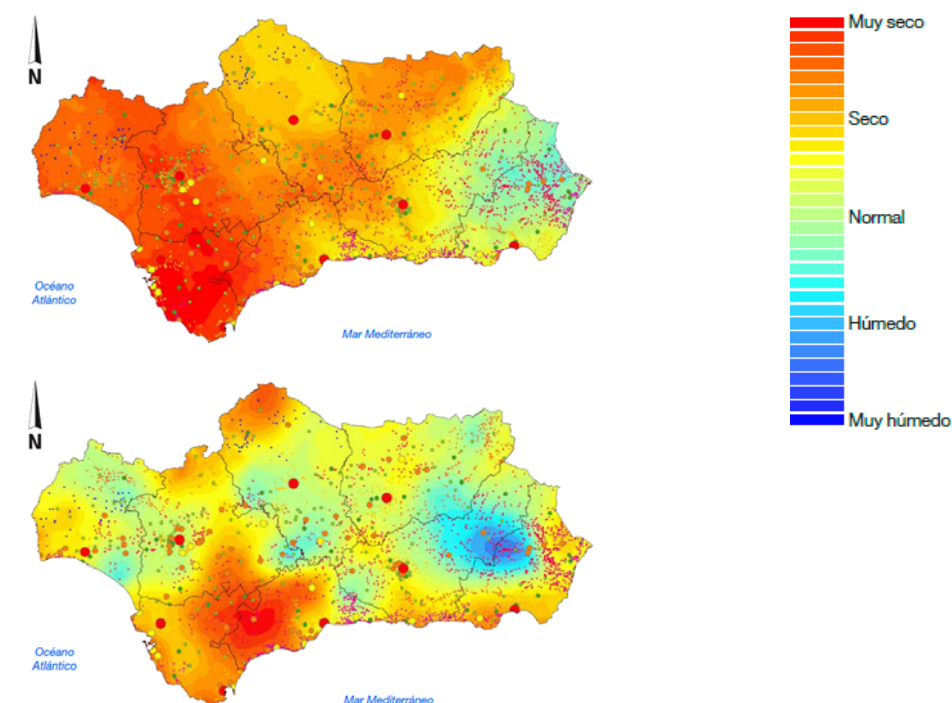 N
Océano
Atlántico
Mar Mediterráneo
Muy seco
Seco
Normal
Húmedo
Muy húmedo
N
Océano
Atlántico
Mar Mediterráneo